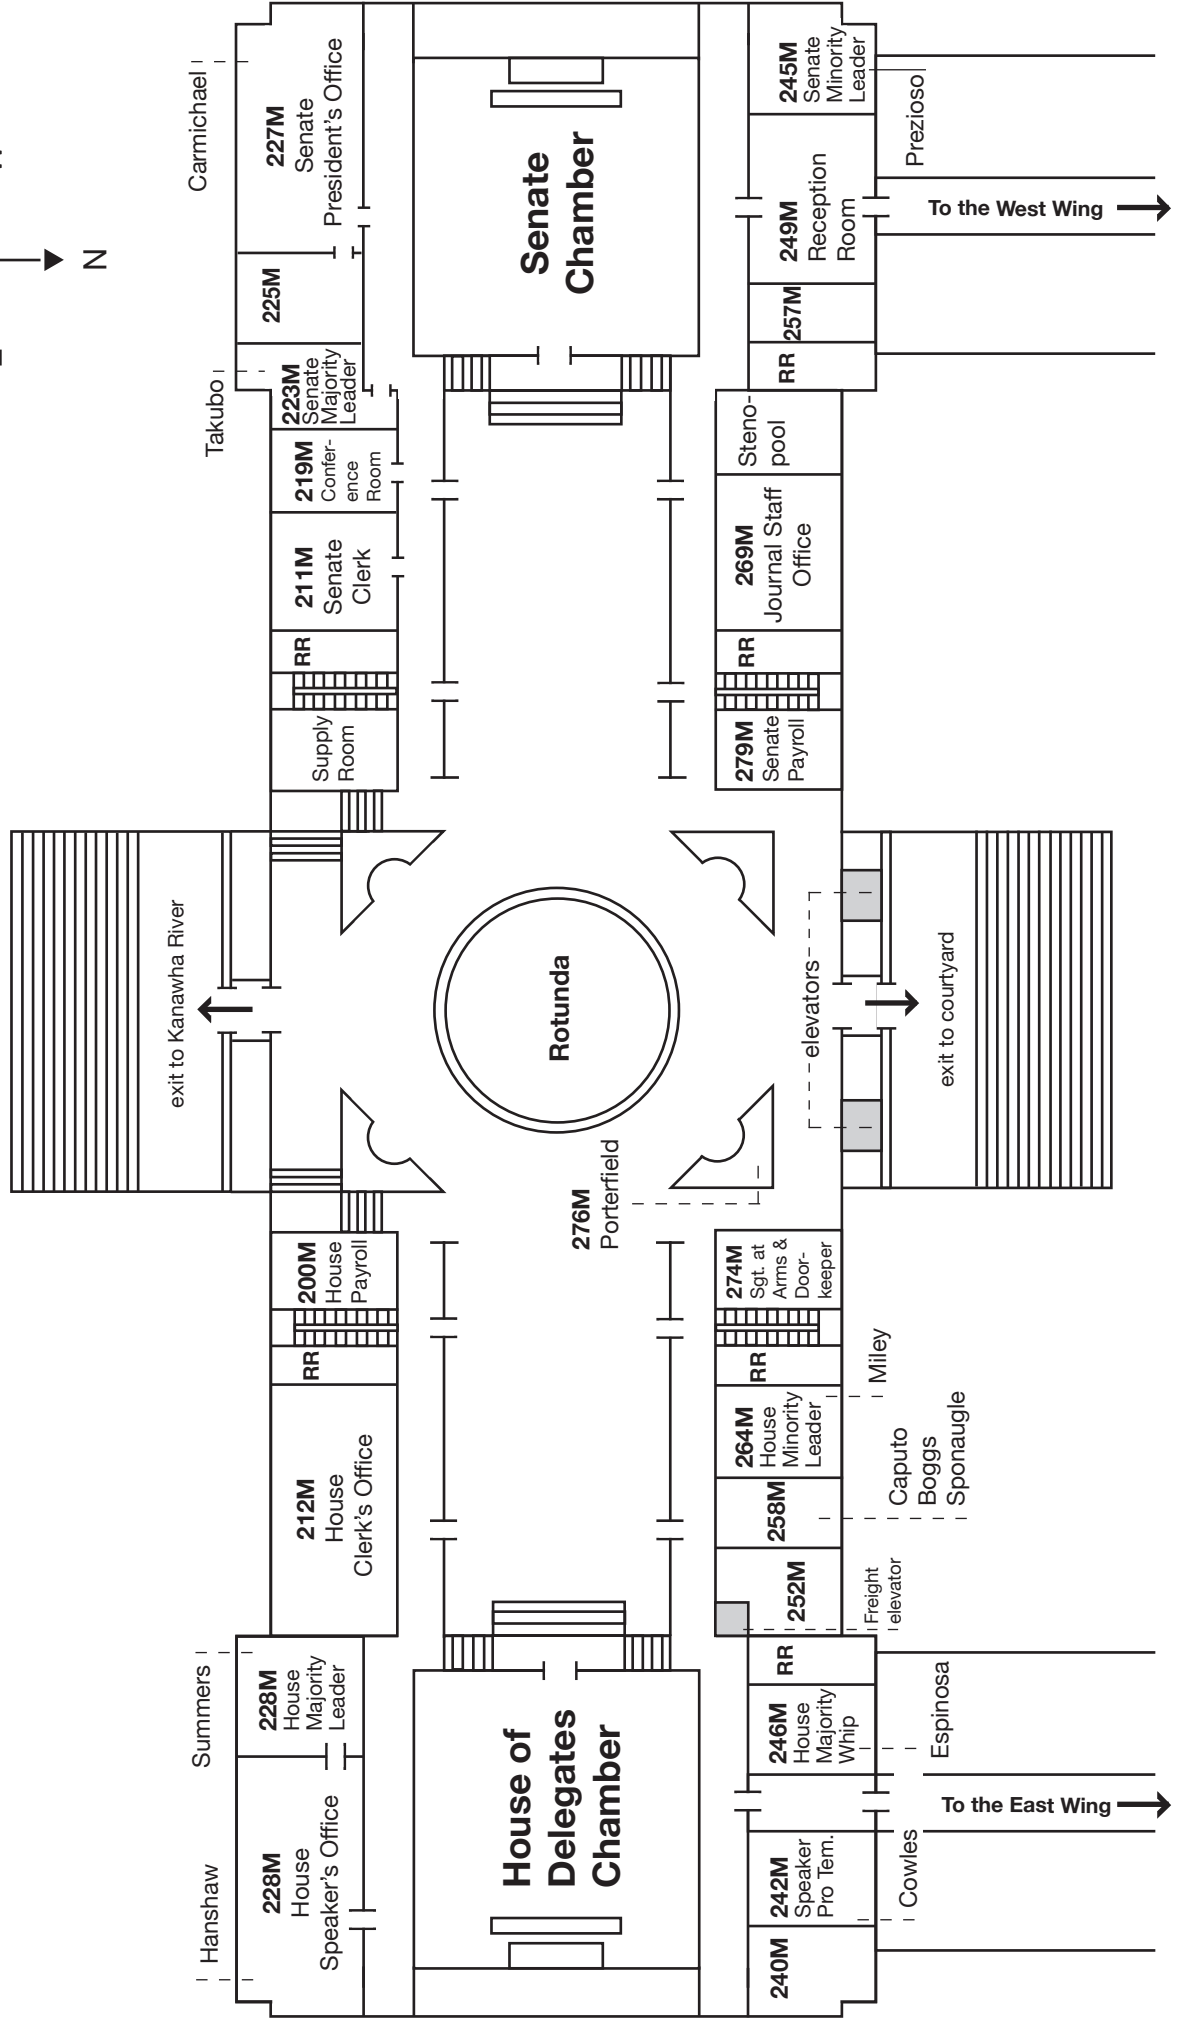 N
Carmichael
227M
Senate
President's Office
225M
Takubo
223M
Senate
Majority
Leader
219M
Confer-
ence
Room
211M
Senate
Clerk
RR
Supply
Room
Senate
Chamber
245M
Senate
Minority
Leader
Prezioso
249M
Reception
Room
To the West Wing
257M
RR
Steno-
pool
269M
Journal Staff
Office
RR
279M
Senate
Payroll
exit to Kanawha River
Rotunda
elevators
exit to courtyard
276M
Porterfield
200M
House
Payroll
RR
212M
House
Clerk's Office
274M
Sgt. at
Arms &
Door-
keeper
RR
Miley
264M
House
Minority
Leader
258M
Caputo
Boggs
Sponaugle
252M
Freight
elevator
Summers
228M
House
Majority
Leader
Hanshaw
228M
House
Speaker's Office
House of
Delegates
Chamber
RR
246M
House
Majority
Whip
Espinosa
To the East Wing
242M
Speaker
Pro Tem.
Cowles
240M